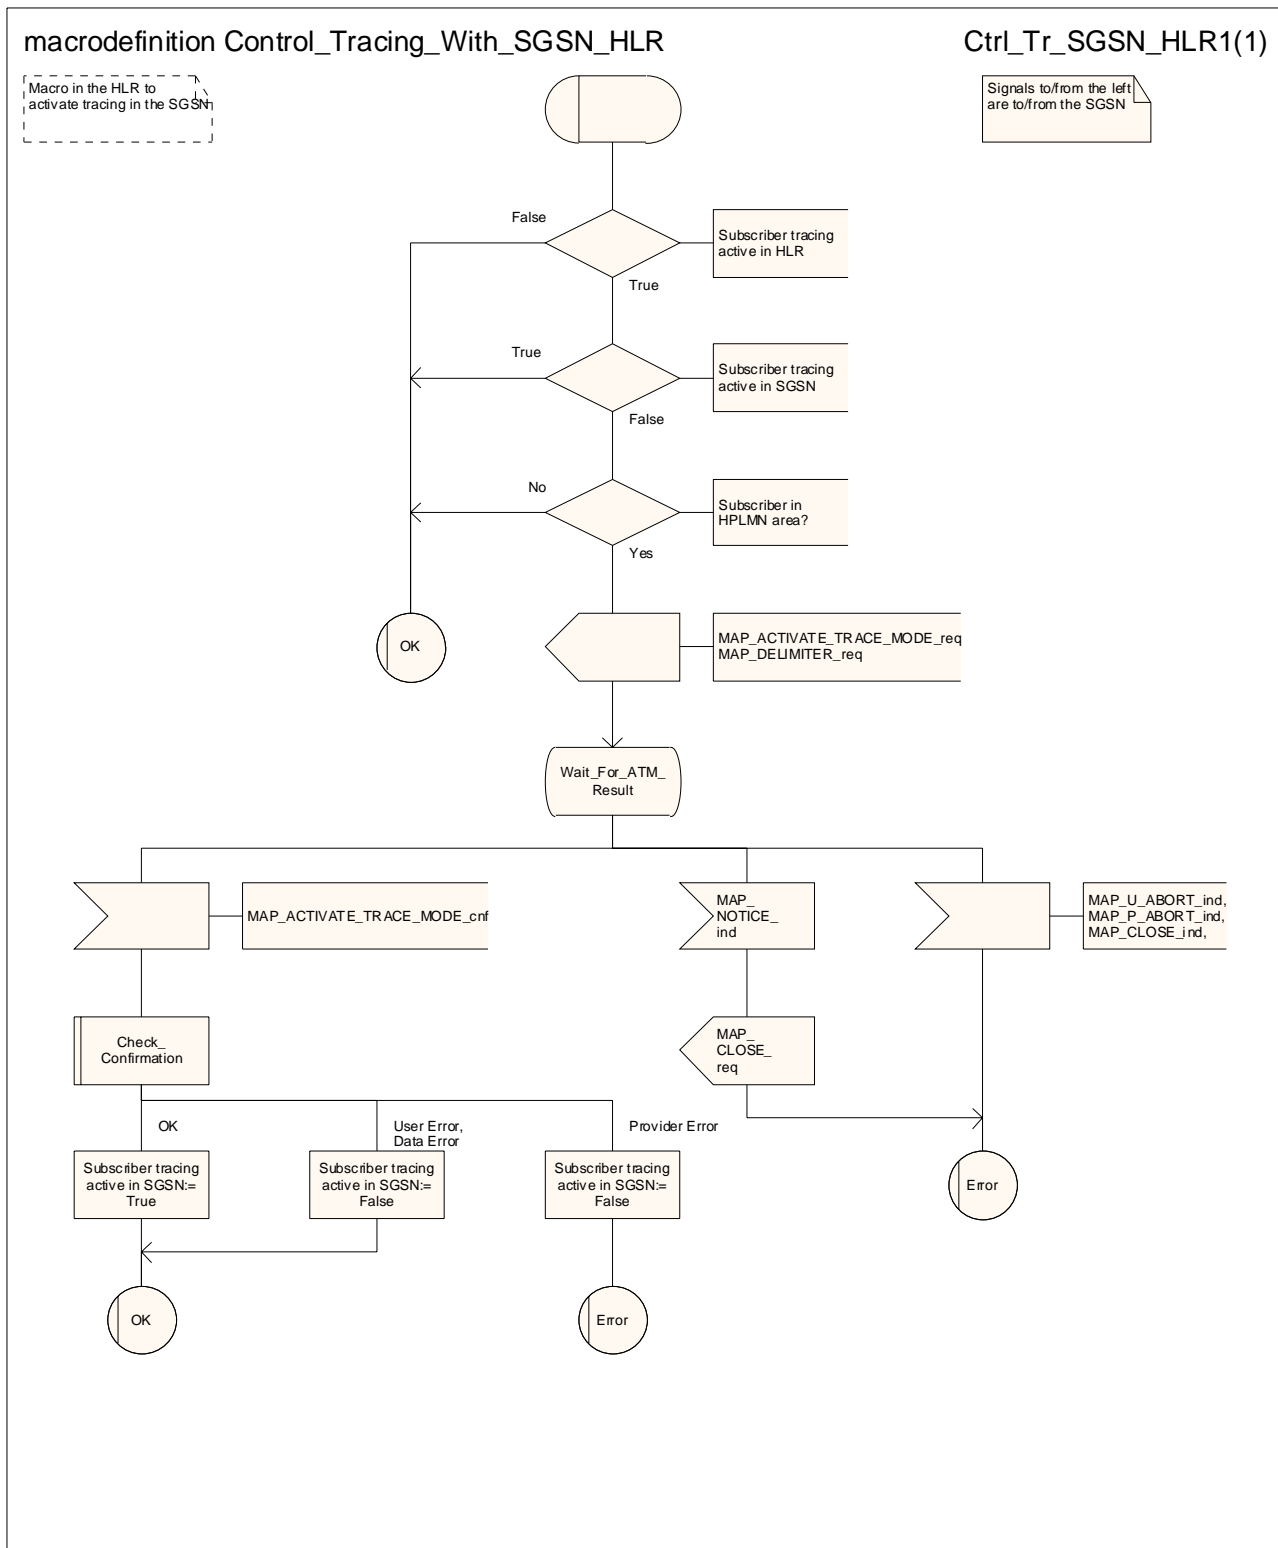 macrodefinition Control_Tracing_With_SGSN_HLR
Ctrl_Tr_SGSN_HLR1(1)
Macro in the HLR to
activate tracing in the SGSN
Signals to/from the left
are to/from the SGSN
False
Subscriber tracing
active in HLR
True
True
Subscriber tracing
active in SGSN
False
No
Subscriber in
HPLMN area?
Yes
OK
MAP_ACTIVATE_TRACE_MODE_req
MAP_DELIMITER_req
Wait_For_ATM_
Result
MAP_ACTIVATE_TRACE_MODE_cnf
MAP_
NOTICE_
ind
MAP_U_ABORT_ind,
MAP_P_ABORT_ind,
MAP_CLOSE_ind,
Check_
Confirmation
MAP_
CLOSE_
req
OK
User Error,
Data Error
Provider Error
Subscriber tracing
active in SGSN:=
True
Subscriber tracing
active in SGSN:=
False
Subscriber tracing
active in SGSN:=
False
Error
OK
Error